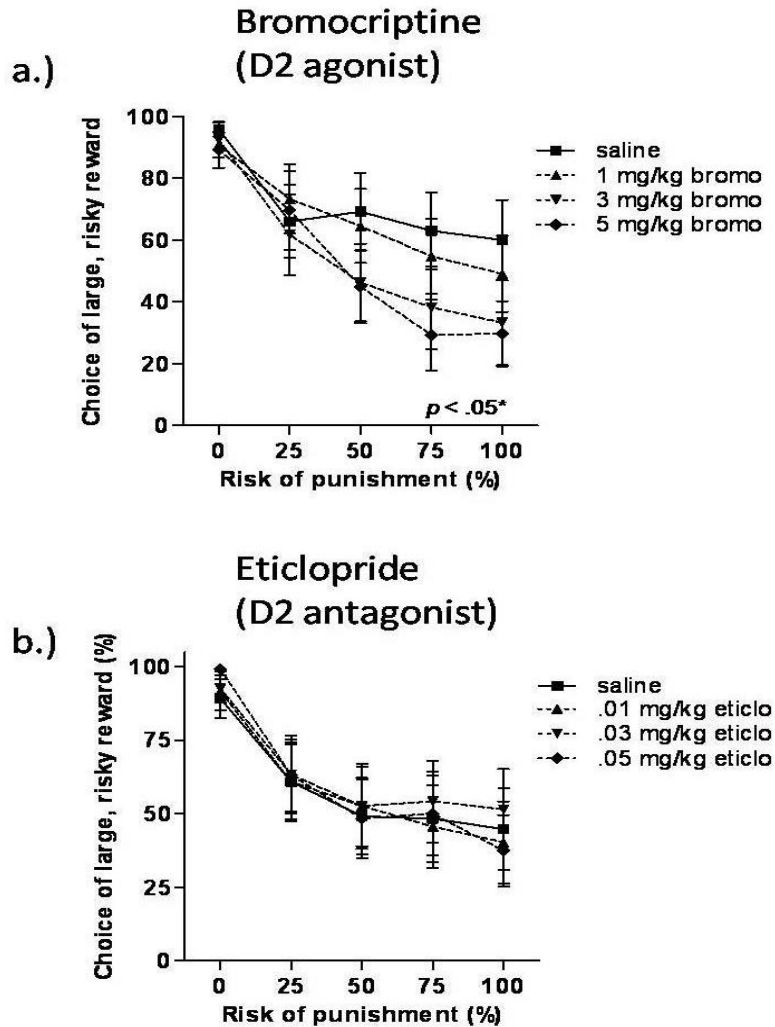 Bromocriptine
(D2 agonist)
a.)
Choice of large, risky reward
100
80
60
40
20
0
0 25 50 75 100
Risk of punishment (%)
p < .05*
saline
1 mg/kg bromo
3 mg/kg bromo
5 mg/kg bromo
Eticlopride
(D2 antagonist)
b.)
Choice of large, risky reward (%)
100
75
50
25
0
0 25 50 75 100
Risk of punishment (%)
saline
.01 mg/kg eticlo
.03 mg/kg eticlo
.05 mg/kg eticlo